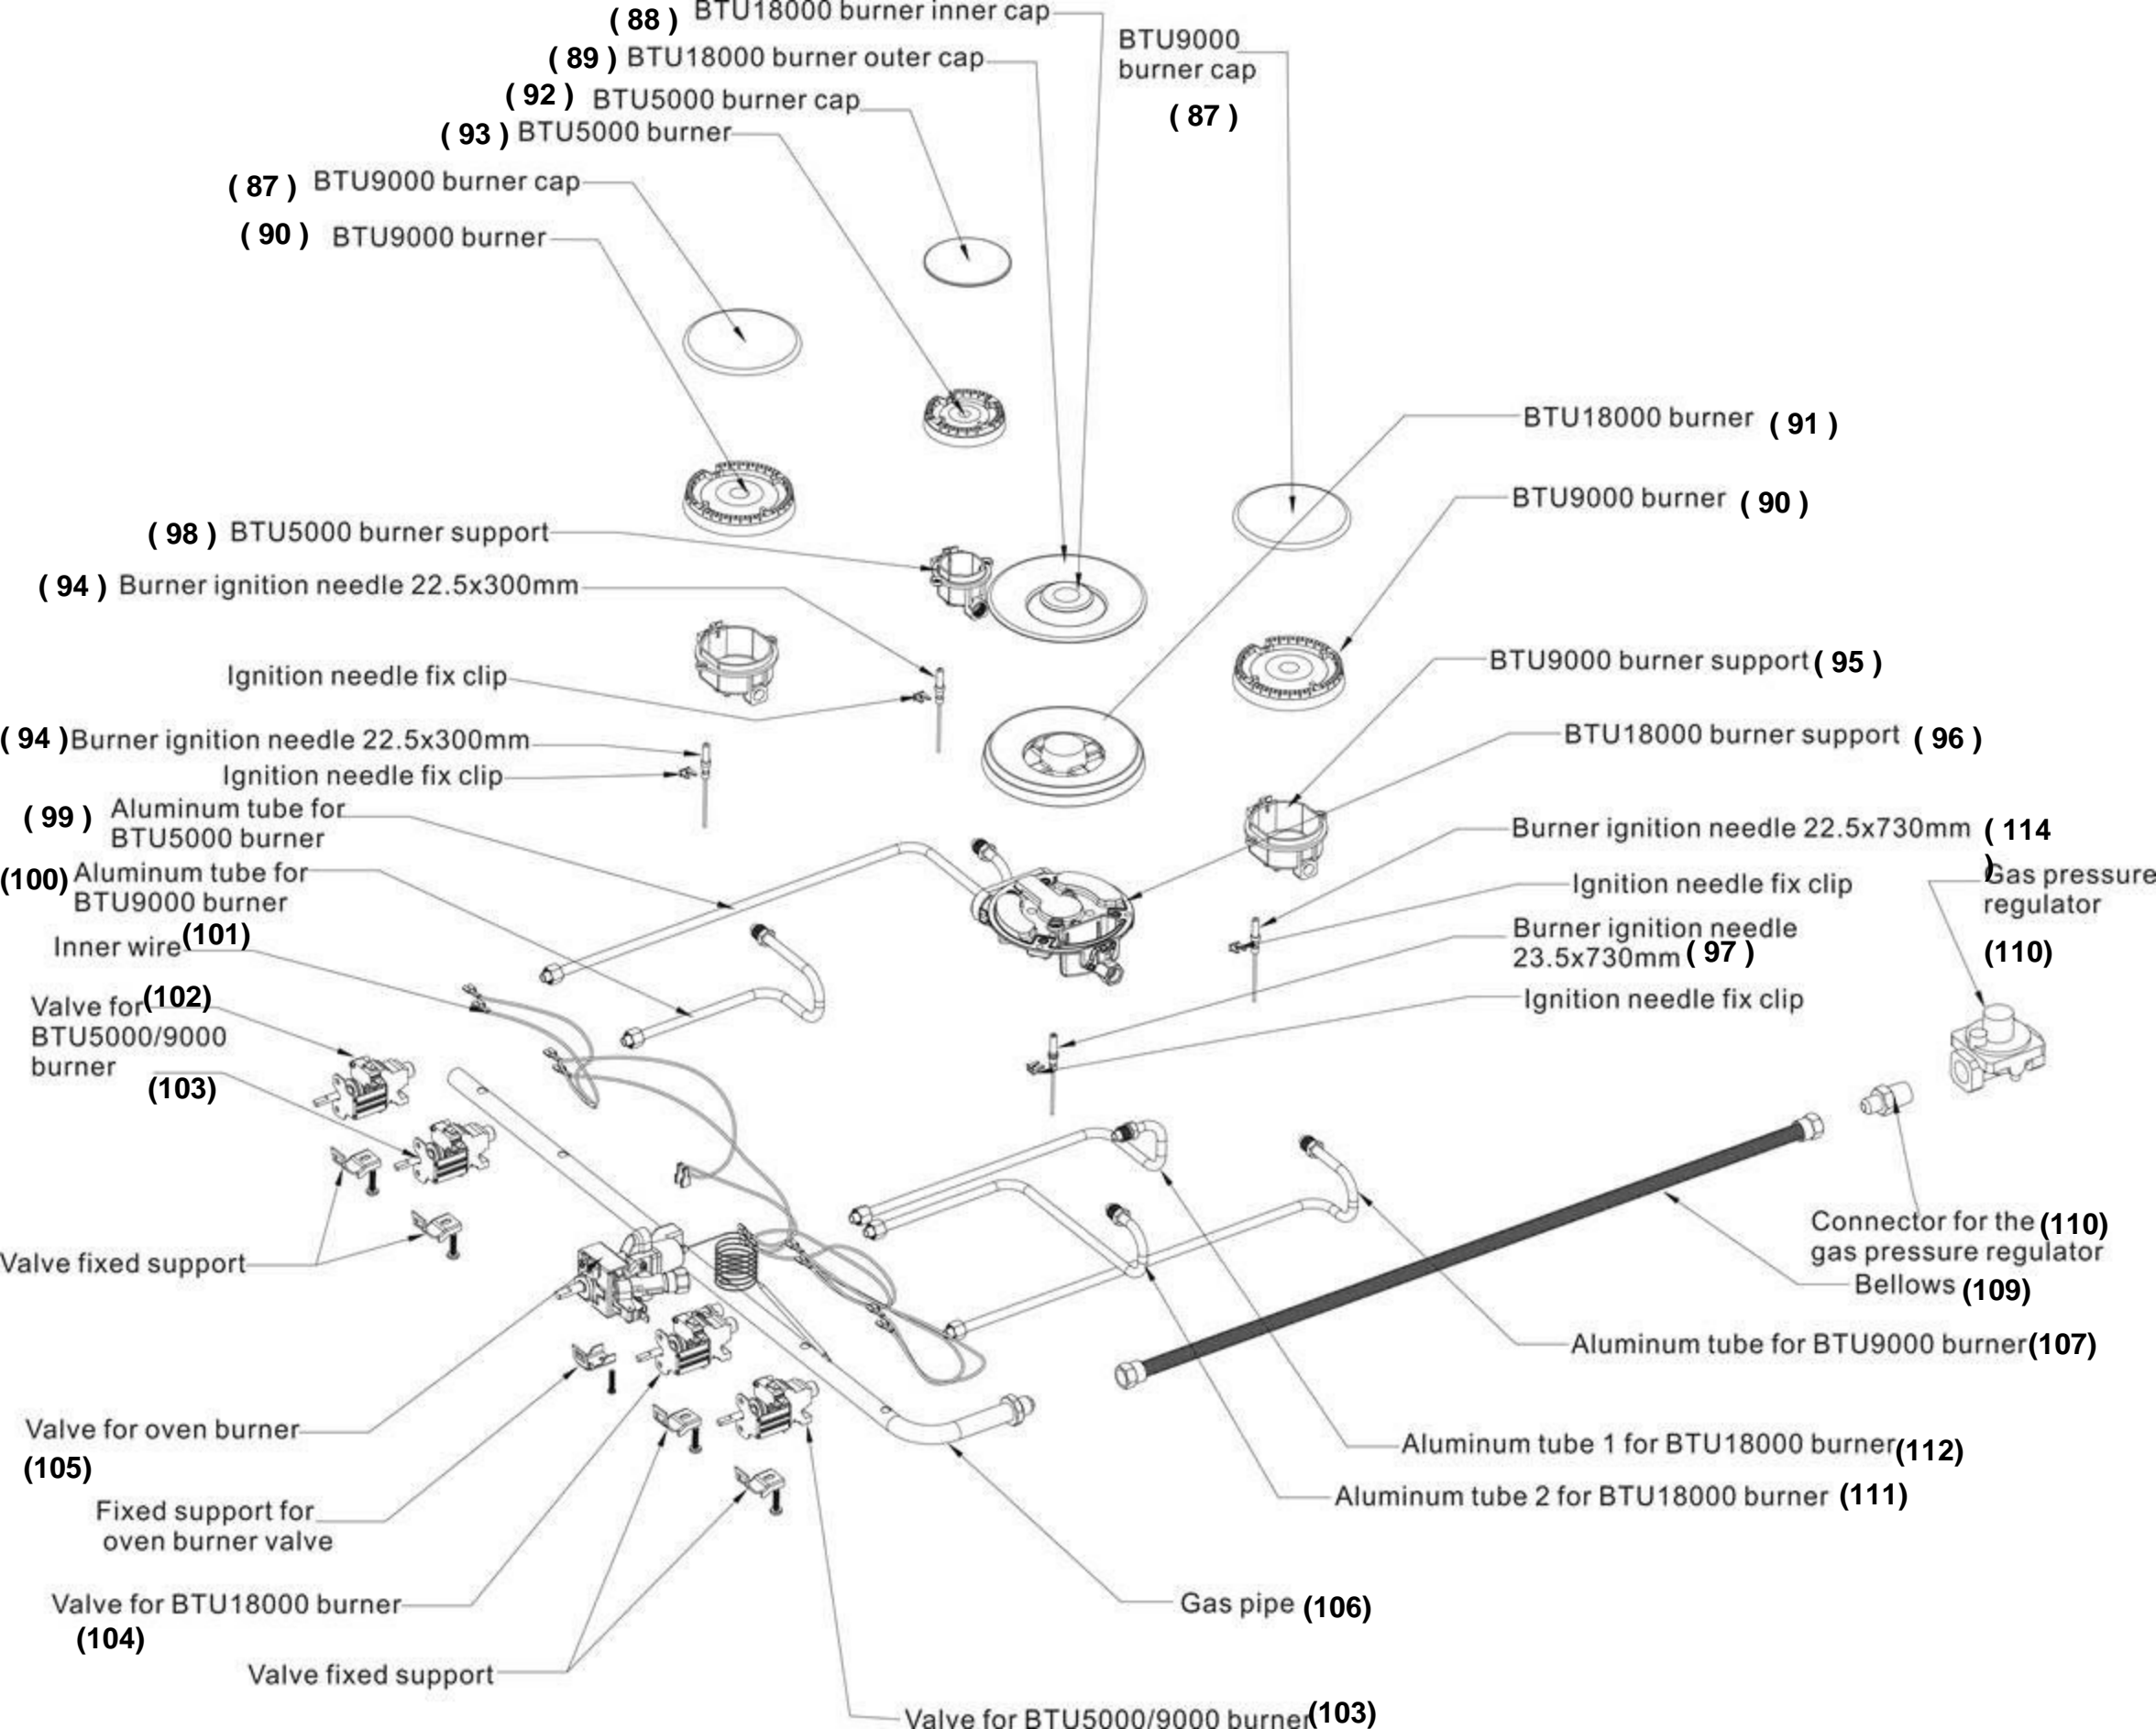 ( 88 ) BTU18000 burner inner cap
( 89 ) BTU18000 burner outer cap
BTU9000
burner cap
( 87 )
( 92 ) BTU5000 burner cap
( 93 ) BTU5000 burner
( 87 ) BTU9000 burner cap
( 90 ) BTU9000 burner
BTU18000 burner ( 91 )
BTU9000 burner ( 90 )
( 98 ) BTU5000 burner support
( 94 ) Burner ignition needle 22.5x300mm
Ignition needle fix clip
BTU9000 burner support ( 95 )
BTU18000 burner support ( 96 )
( 94 ) Burner ignition needle 22.5x300mm
Ignition needle fix clip
( 99 ) Aluminum tube for
BTU5000 burner
(100) Aluminum tube for
BTU9000 burner
Inner wire (101)
Valve for (102)
BTU5000/9000
burner
(103)
Burner ignition needle 22.5x730mm ( 114
)
Gas pressure
regulator
(110)
Ignition needle fix clip
Burner ignition needle
23.5x730mm ( 97 )
Ignition needle fix clip
Valve fixed support
Connector for the (110)
gas pressure regulator
Bellows (109)
Aluminum tube for BTU9000 burner (107)
Valve for oven burner
(105)
Aluminum tube 1 for BTU18000 burner (112)
Aluminum tube 2 for BTU18000 burner (111)
Fixed support for
oven burner valve
Valve for BTU18000 burner
(104)
Gas pipe (106)
Valve fixed support
Valve for BTU5000/9000 burner (103)